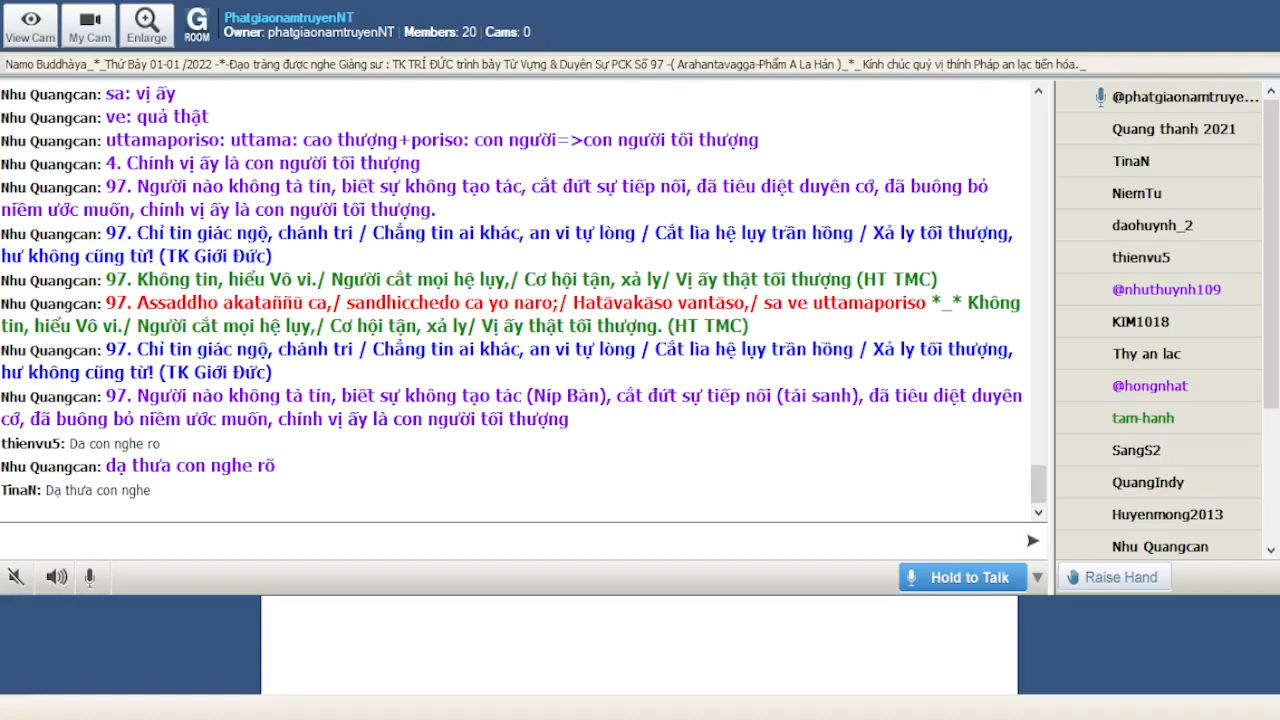 View Cam
My Cam
Enlarge
G
ROOM
PhatgiaonamtruyenNT
Owner: phatgiaonamtruyenNT | Members: 20 | Cams: 0
Namo Buddhàya_*_Thứ Bảy 01-01 /2022 -*-Đạo tràng được nghe Giảng sư : TK TRÍ ĐỨC trình bày Từ Vựng & Duyên Sự PCK Số 97 -( Arahantavagga-Phẩm A La Hán )_*_ Kính chúc quý vị thính Pháp an lạc tiến hóa._
Nhu Quangcan: sa: vị ấy
Nhu Quangcan: ve: quả thật
Nhu Quangcan: uttamaporiso: uttama: cao thượng+poriso: con người=>con người tối thượng
Nhu Quangcan: 4. Chính vị ấy là con người tối thượng
Nhu Quangcan: 97. Người nào không tà tín, biết sự không tạo tác, cắt đứt sự tiếp nối, đã tiêu diệt duyên cớ, đã buông bỏ
niềm ước muốn, chính vị ấy là con người tối thượng.
Nhu Quangcan: 97. Chỉ tin giác ngộ, chánh tri / Chẳng tin ai khác, an vi tự lòng / Cắt lìa hệ lụy trần hồng / Xả ly tối thượng,
hư không cũng từ! (TK Giới Đức)
Nhu Quangcan: 97. Không tin, hiểu Vô vi./ Người cắt mọi hệ lụy,/ Cơ hội tận, xả ly/ Vị ấy thật tối thượng (HT TMC)
Nhu Quangcan: 97. Assaddho akataññū ca,/ sandhicchedo ca yo naro;/ Hatāvakāso vantāso,/ sa ve uttamaporiso *_* Không
tin, hiểu Vô vi./ Người cắt mọi hệ lụy,/ Cơ hội tận, xả ly/ Vị ấy thật tối thượng. (HT TMC)
Nhu Quangcan: 97. Chỉ tin giác ngộ, chánh tri / Chẳng tin ai khác, an vi tự lòng / Cắt lìa hệ lụy trần hồng / Xả ly tối thượng,
hư không cũng từ! (TK Giới Đức)
Nhu Quangcan: 97. Người nào không tà tín, biết sự không tạo tác (Níp Bàn), cắt đứt sự tiếp nối (tái sanh), đã tiêu diệt duyên
cớ, đã buông bỏ niềm ước muốn, chính vị ấy là con người tối thượng
thienvu5: Da con nghe ro
Nhu Quangcan: dạ thưa con nghe rõ
TinaN: Dạ thưa con nghe
Hold to Talk
@phatgiaonamtruye...
Quang thanh 2021
TinaN
NiemTu
daohuynh_2
thienvu5
@nhuthuynh109
KIM1018
Thy an lac
@hongnhat
tam-hanh
SangS2
QuangIndy
Huyenmong2013
Nhu Quangcan
Raise Hand